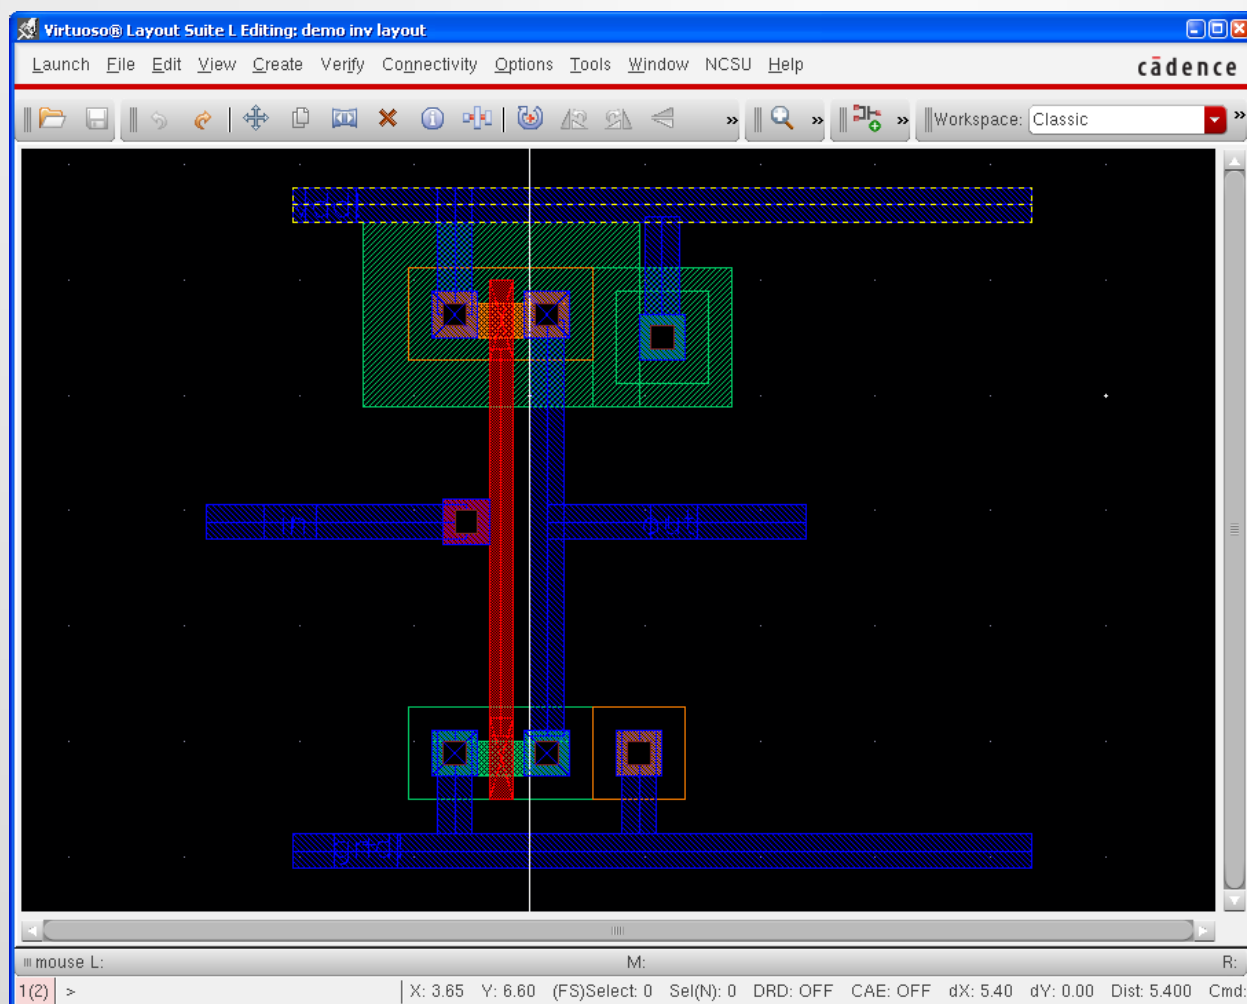 Virtuoso® Layout Suite L Editing: demo inv layout
Launch File Edit View Create Verify Connectivity Options Tools Window NCSU Help cādence
» » » Workspace: Classic »
vdd!
in out
gnd!
mouse L: M: R:
1(2) > X: 3.65 Y: 6.60 (FS)Select: 0 Sel(N): 0 DRD: OFF CAE: OFF dX: 5.40 dY: 0.00 Dist: 5.400 Cmd: